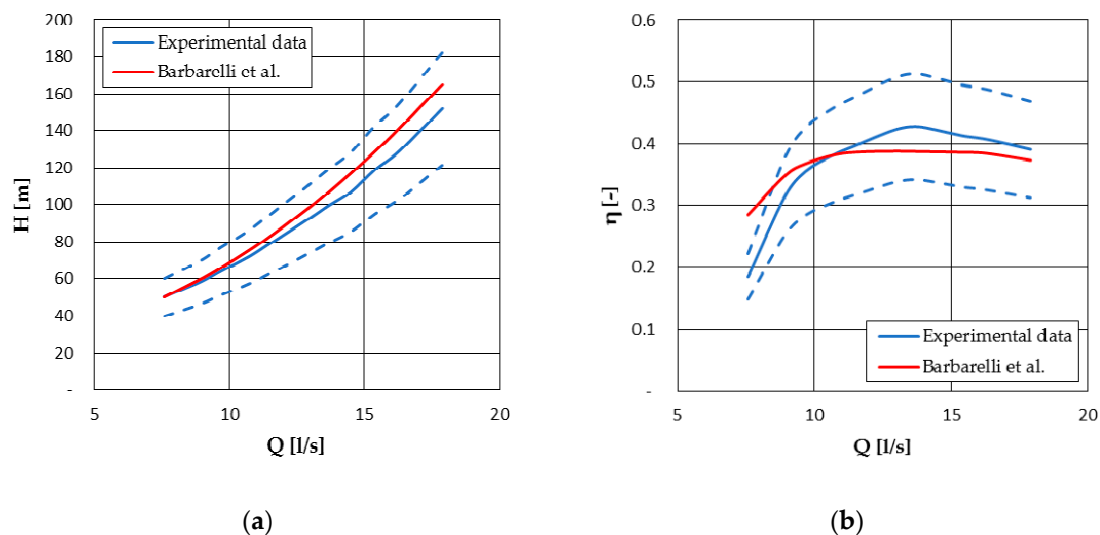 200
180
160
140
120
100
80
60
40
20
-
H [m]
5
10
15
20
Q [l/s]
Experimental data
Barbarelli et al.
(a)
0.6
0.5
0.4
0.3
0.2
0.1
-
η [-]
5
10
15
20
Q [l/s]
Experimental data
Barbarelli et al.
(b)